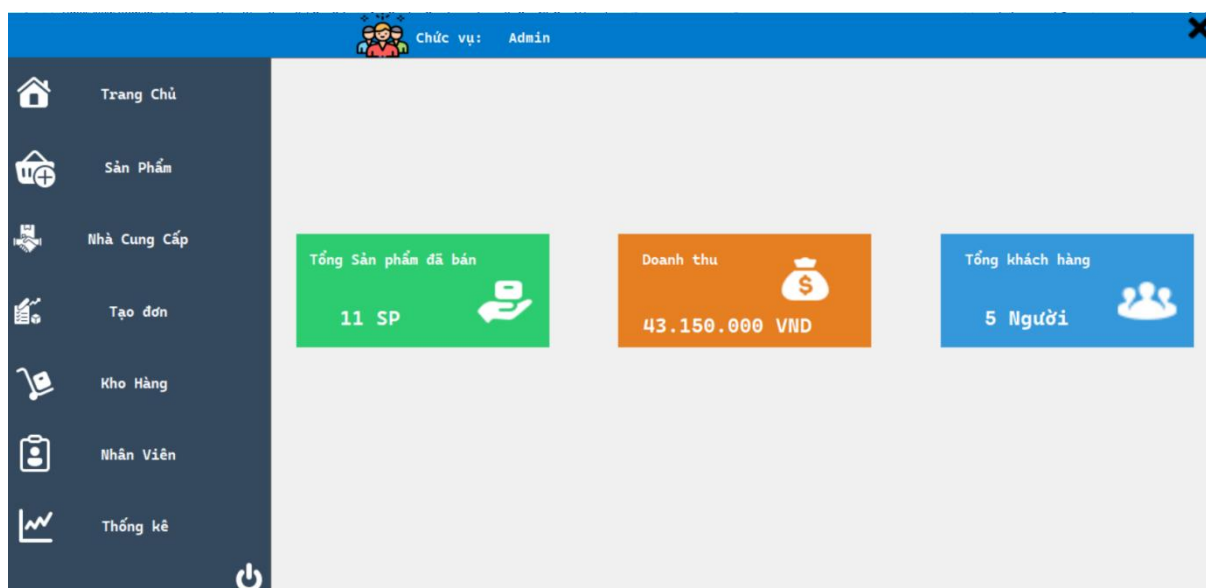 Chức vụ: Admin
Trang Chủ
Sản Phẩm
Nhà Cung Cấp
Tạo đơn
Kho Hàng
Nhân Viên
Thống kê
Tổng Sản phẩm đã bán
11 SP
Doanh thu
$
43.150.000 VND
Tổng khách hàng
5 Người